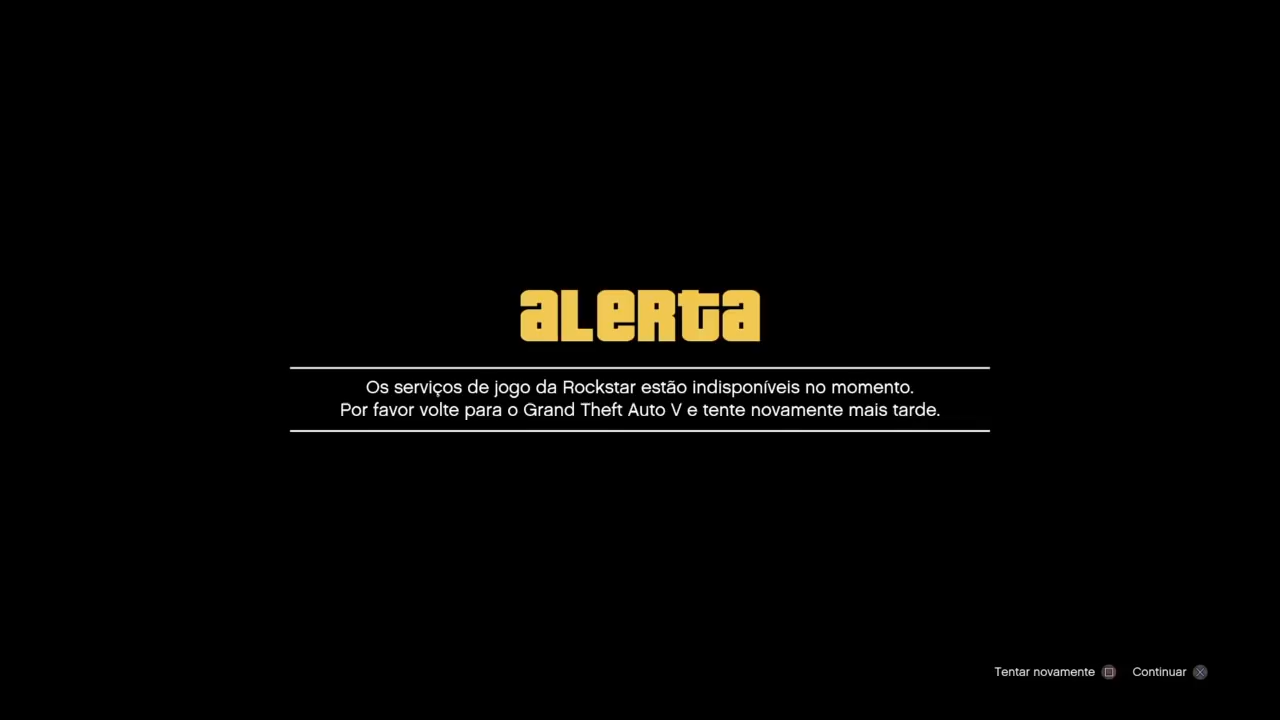 ALERTA
Os serviços de jogo da Rockstar estão indisponíveis no momento.
Por favor volte para o Grand Theft Auto V e tente novamente mais tarde.
Tentar novamente Continuar